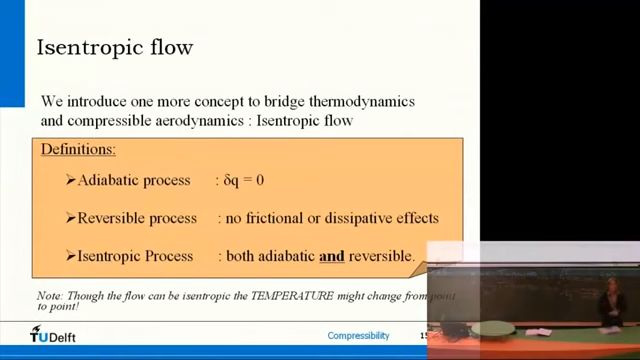 Isentropic flow
We introduce one more concept to bridge thermodynamics
and compressible aerodynamics : Isentropic flow
Definitions:
➢Adiabatic process : δq = 0
➢Reversible process : no frictional or dissipative effects
➢Isentropic Process : both adiabatic and reversible.
Note: Though the flow can be isentropic the TEMPERATURE might change from point
to point!
TUDelft
Compressibility